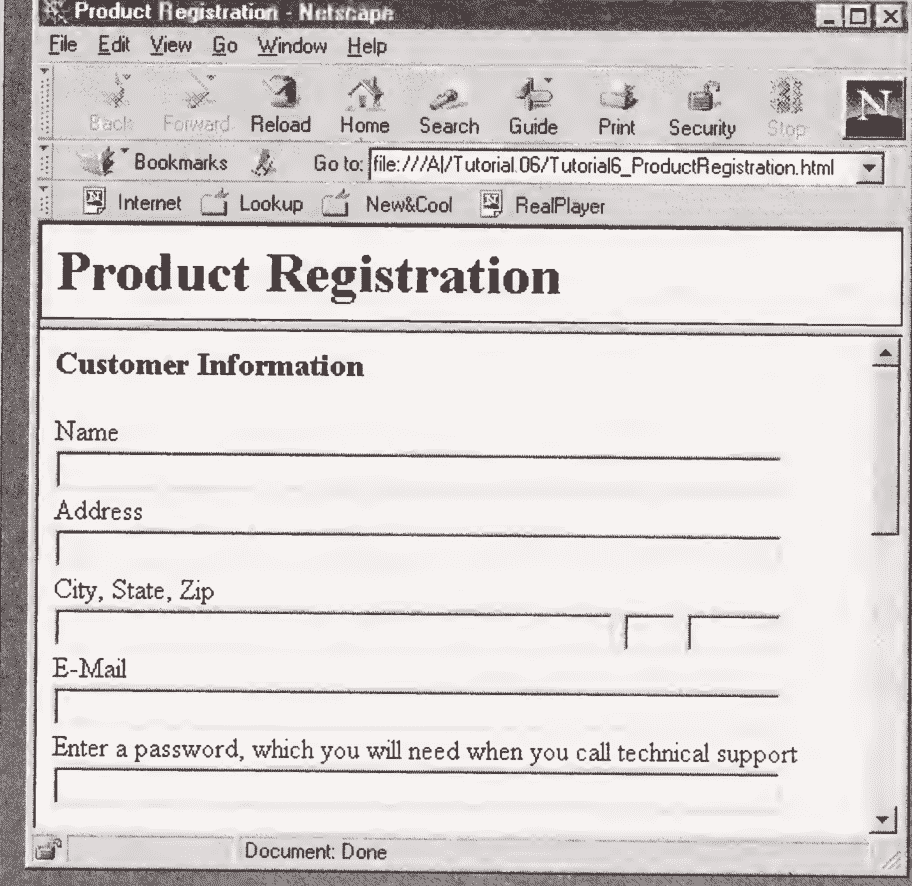 Product Registration - Netscape
File Edit View Go Window Help
Back Forward Reload Home Search Guide Print Security Stop
N
Bookmarks Go to: file:///A|/Tutorial.06/Tutorial6_ProductRegistration.html
Internet Lookup New&Cool RealPlayer
Product Registration
Customer Information
Name
Address
City, State, Zip
E-Mail
Enter a password, which you will need when you call technical support
Document: Done